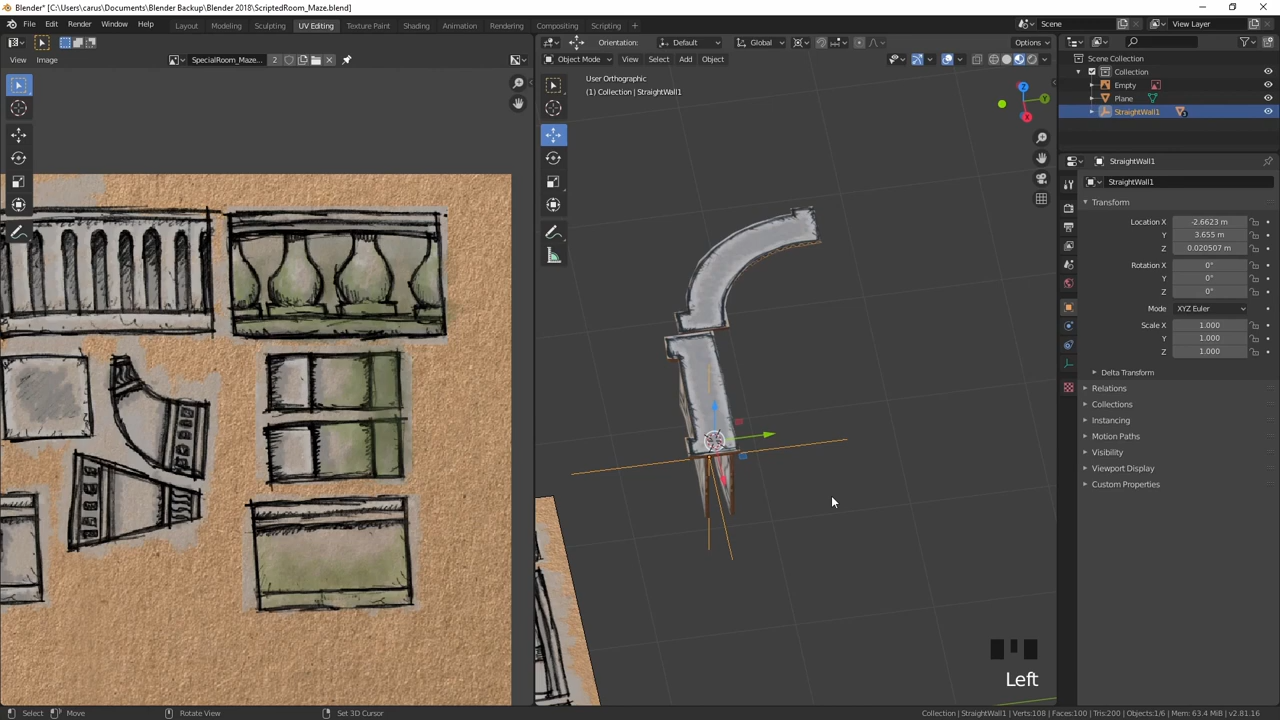 Blender* [C:\Users\carus\Documents\Blender Backup\Blender 2018\ScriptedRoom_Maze.blend]
File Edit Render Window Help
Layout Modeling Sculpting UV Editing Texture Paint Shading Animation Rendering Compositing Scripting
Scene
View Layer
Orientation: Default Global
Options
View Image
SpecialRoom_Maze... 2
Object Mode View Select Add Object
User Orthographic
(1) Collection | StraightWall1
Z
Y
X
Scene Collection
Collection
Empty
Plane
StraightWall1
StraightWall1
StraightWall1
Transform
Location X -2.6623 m
Y 3.655 m
Z 0.020507 m
Rotation X 0°
Y 0°
Z 0°
Mode XYZ Euler
Scale X 1.000
Y 1.000
Z 1.000
Delta Transform
Relations
Collections
Instancing
Motion Paths
Visibility
Viewport Display
Custom Properties
Left
Select Move Rotate View Set 3D Cursor
Collection | StraightWall1 | Verts:108 | Faces:100 | Tris:200 | Objects:1/6 | Mem: 63.4 MiB | v2.81.16